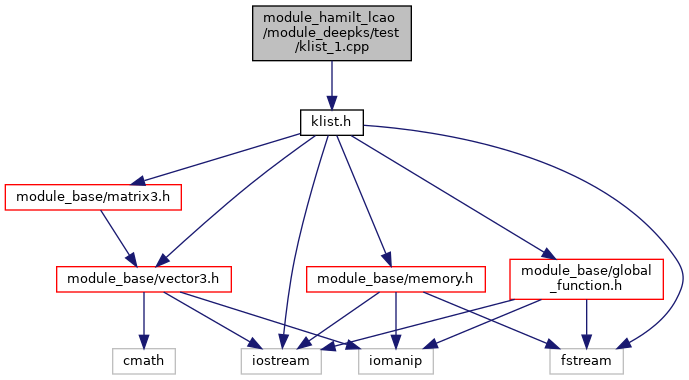 module_hamilt_lcao
/module_deepks/test
/klist_1.cpp
klist.h
module_base/matrix3.h
module_base/vector3.h
module_base/memory.h
module_base/global
_function.h
cmath
iostream
iomanip
fstream